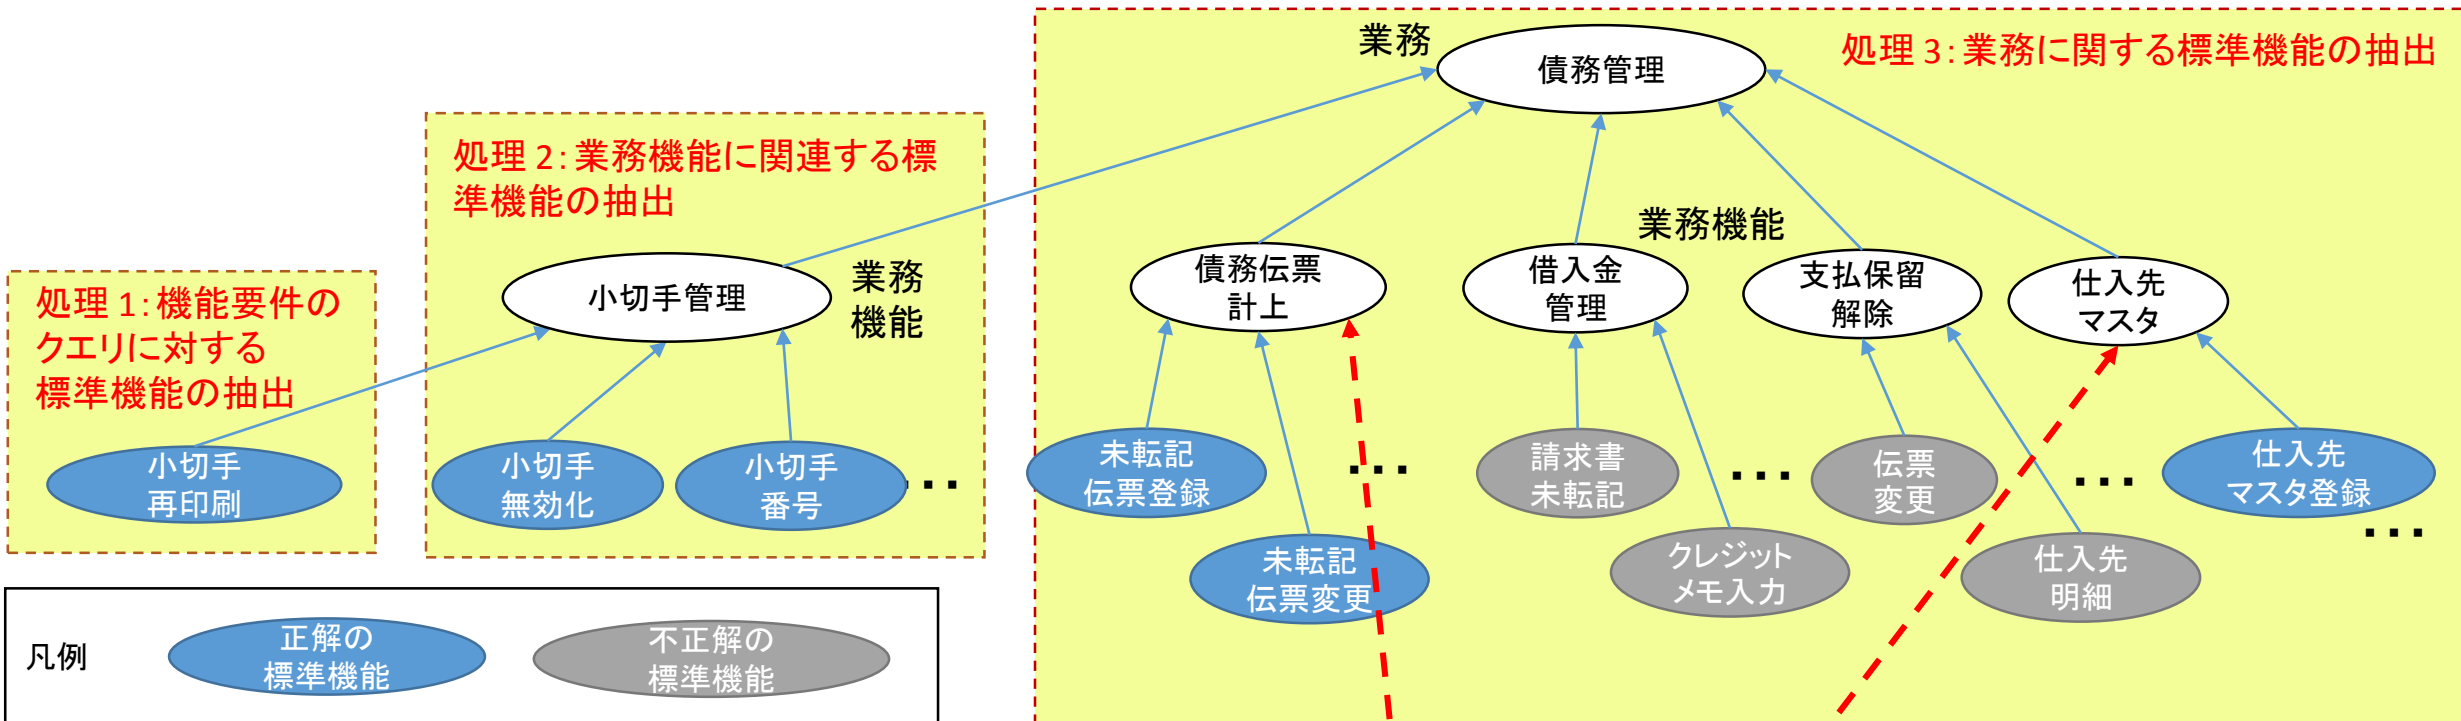 処理 1：機能要件の
クエリに対する
標準機能の抽出
小切手
再印刷
処理 2：業務機能に関連する標
準機能の抽出
小切手管理
業務
機能
小切手
無効化
小切手
番号
...
業務
債務管理
処理 3：業務に関する標準機能の抽出
業務機能
債務伝票
計上
借入金
管理
支払保留
解除
仕入先
マスタ
未転記
伝票登録
...
請求書
未転記
...
伝票
変更
...
仕入先
マスタ登録
...
未転記
伝票変更
クレジット
メモ入力
仕入先
明細
凡例
正解の
標準機能
不正解の
標準機能